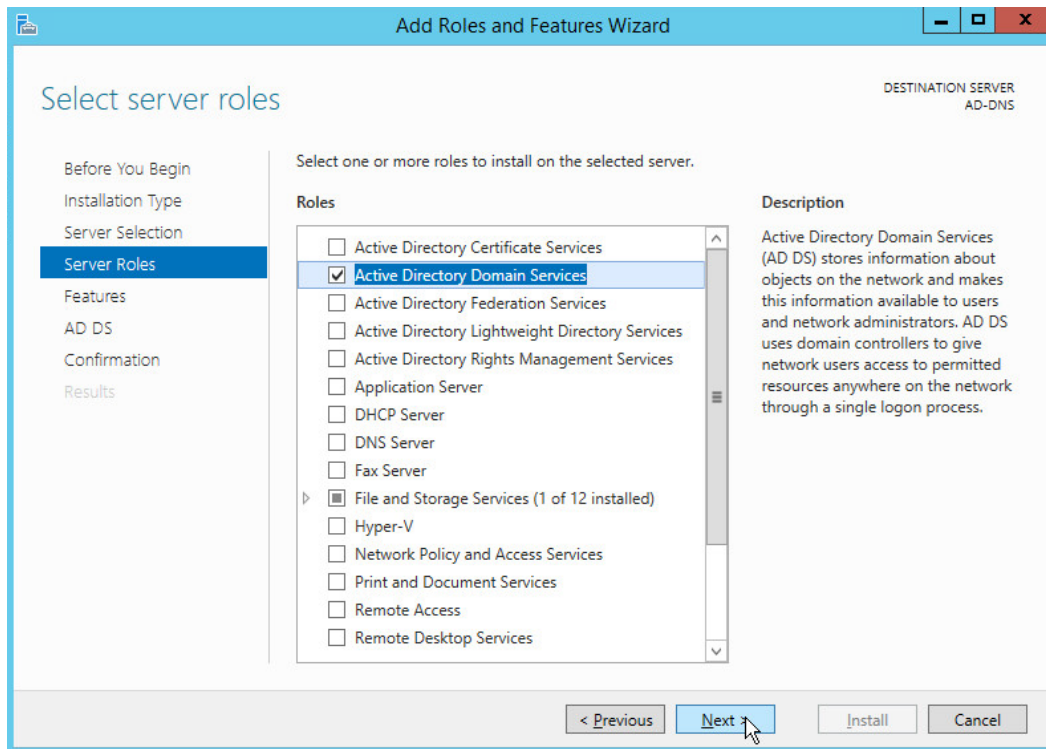 Add Roles and Features Wizard
Select server roles
DESTINATION SERVER
AD-DNS
Before You Begin
Installation Type
Server Selection
Server Roles
Features
AD DS
Confirmation
Results
Select one or more roles to install on the selected server.
Roles
Active Directory Certificate Services
Active Directory Domain Services
Active Directory Federation Services
Active Directory Lightweight Directory Services
Active Directory Rights Management Services
Application Server
DHCP Server
DNS Server
Fax Server
File and Storage Services (1 of 12 installed)
Hyper-V
Network Policy and Access Services
Print and Document Services
Remote Access
Remote Desktop Services
Description
Active Directory Domain Services
(AD DS) stores information about
objects on the network and makes
this information available to users
and network administrators. AD DS
uses domain controllers to give
network users access to permitted
resources anywhere on the network
through a single logon process.
< Previous
Next >
Install
Cancel